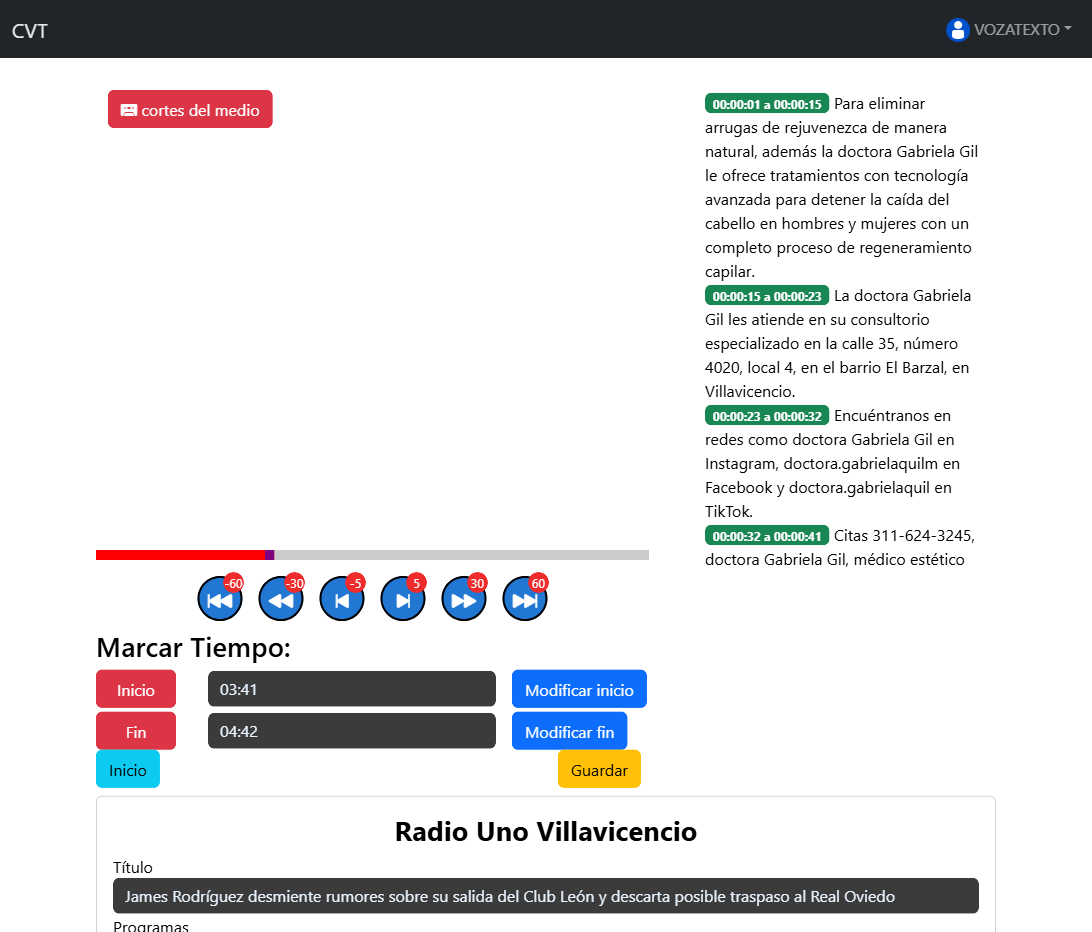 CVT
VOZATEXTO
cortes del medio
00:00:01 a 00:00:15 Para eliminar
arrugas de rejuvenezca de manera
natural, además la doctora Gabriela Gil
le ofrece tratamientos con tecnología
avanzada para detener la caída del
cabello en hombres y mujeres con un
completo proceso de regeneramiento
capilar.
00:00:15 a 00:00:23 La doctora Gabriela
Gil les atiende en su consultorio
especializado en la calle 35, número
4020, local 4, en el barrio El Barzal, en
Villavicencio.
00:00:23 a 00:00:32 Encuéntranos en
redes como doctora Gabriela Gil en
Instagram, doctora.gabrielaquilm en
Facebook y doctora.gabrielaquil en
TikTok.
00:00:32 a 00:00:41 Citas 311-624-3245,
doctora Gabriela Gil, médico estético
-60 -30 -5 5 30 60
Marcar Tiempo:
Inicio 03:41 Modificar inicio
Fin 04:42 Modificar fin
Inicio Guardar
Radio Uno Villavicencio
Título
James Rodríguez desmiente rumores sobre su salida del Club León y descarta posible traspaso al Real Oviedo
Programas